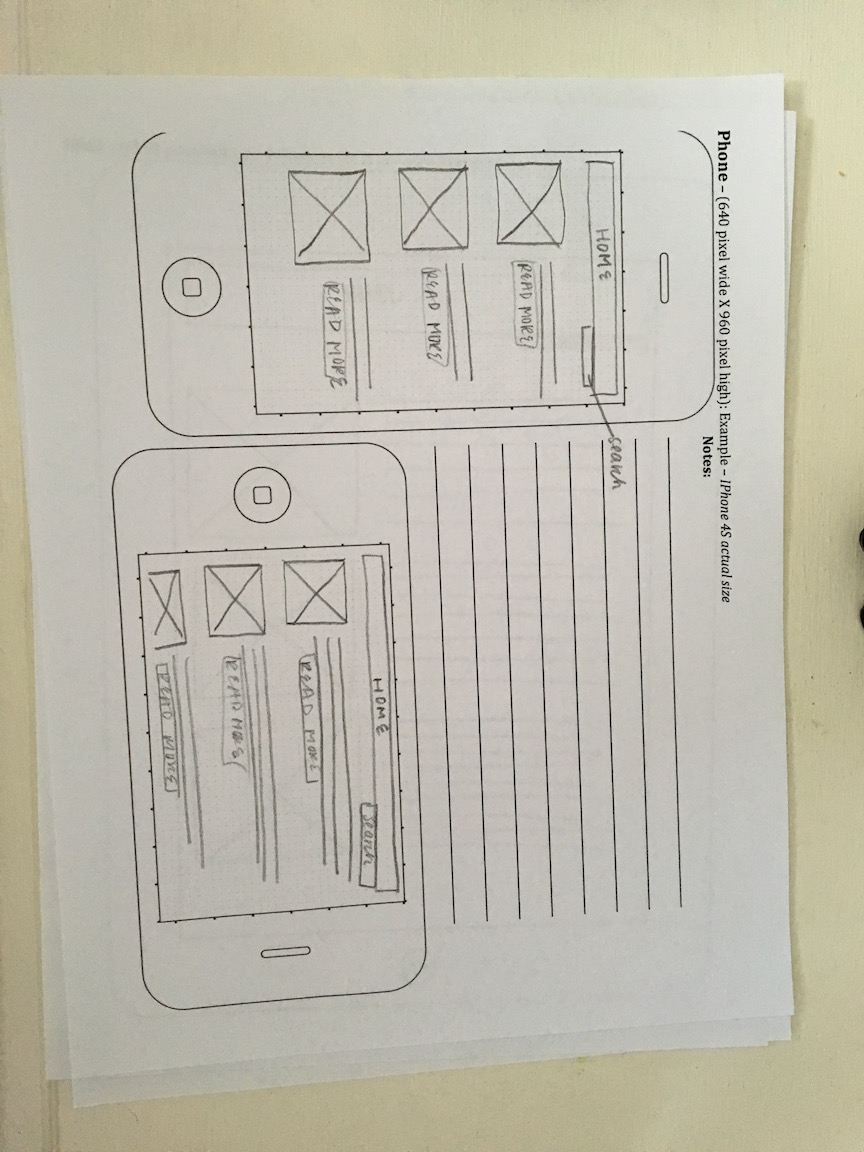 Phone – (640 pixel wide X 960 pixel high): Example – IPhone 4S actual size
Notes:
HOME
search
READ MORE
READ MORE
READ MORE
HOME
search
READ MORE
READ MORE
READ MORE